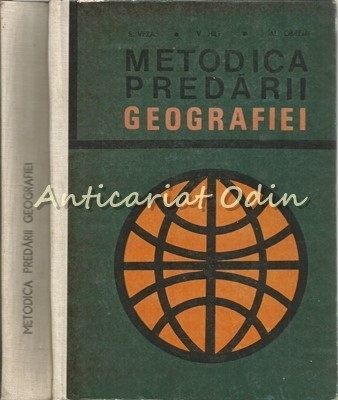 METODICA
PREDĂRII
GEOGRAFIEI
Anticariat Odin
METODICA PREDĂRII GEOGRAFIEI